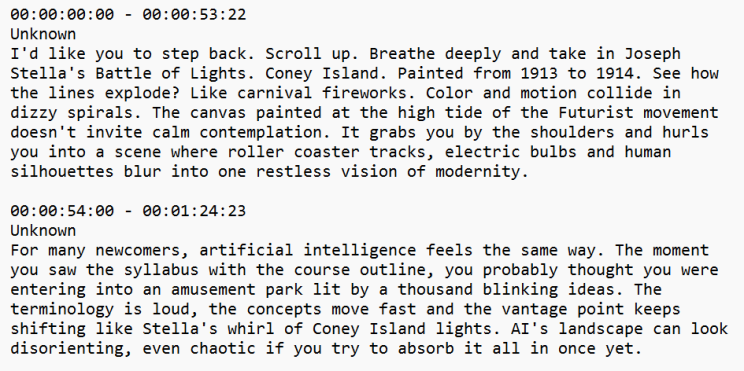 00:00:00:00 - 00:00:53:22
Unknown
I'd like you to step back. Scroll up. Breathe deeply and take in Joseph
Stella's Battle of Lights. Coney Island. Painted from 1913 to 1914. See how
the lines explode? Like carnival fireworks. Color and motion collide in
dizzy spirals. The canvas painted at the high tide of the Futurist movement
doesn't invite calm contemplation. It grabs you by the shoulders and hurls
you into a scene where roller coaster tracks, electric bulbs and human
silhouettes blur into one restless vision of modernity.
00:00:54:00 - 00:01:24:23
Unknown
For many newcomers, artificial intelligence feels the same way. The moment
you saw the syllabus with the course outline, you probably thought you were
entering into an amusement park lit by a thousand blinking ideas. The
terminology is loud, the concepts move fast and the vantage point keeps
shifting like Stella's whirl of Coney Island lights. AI's landscape can look
disorienting, even chaotic if you try to absorb it all in once yet.